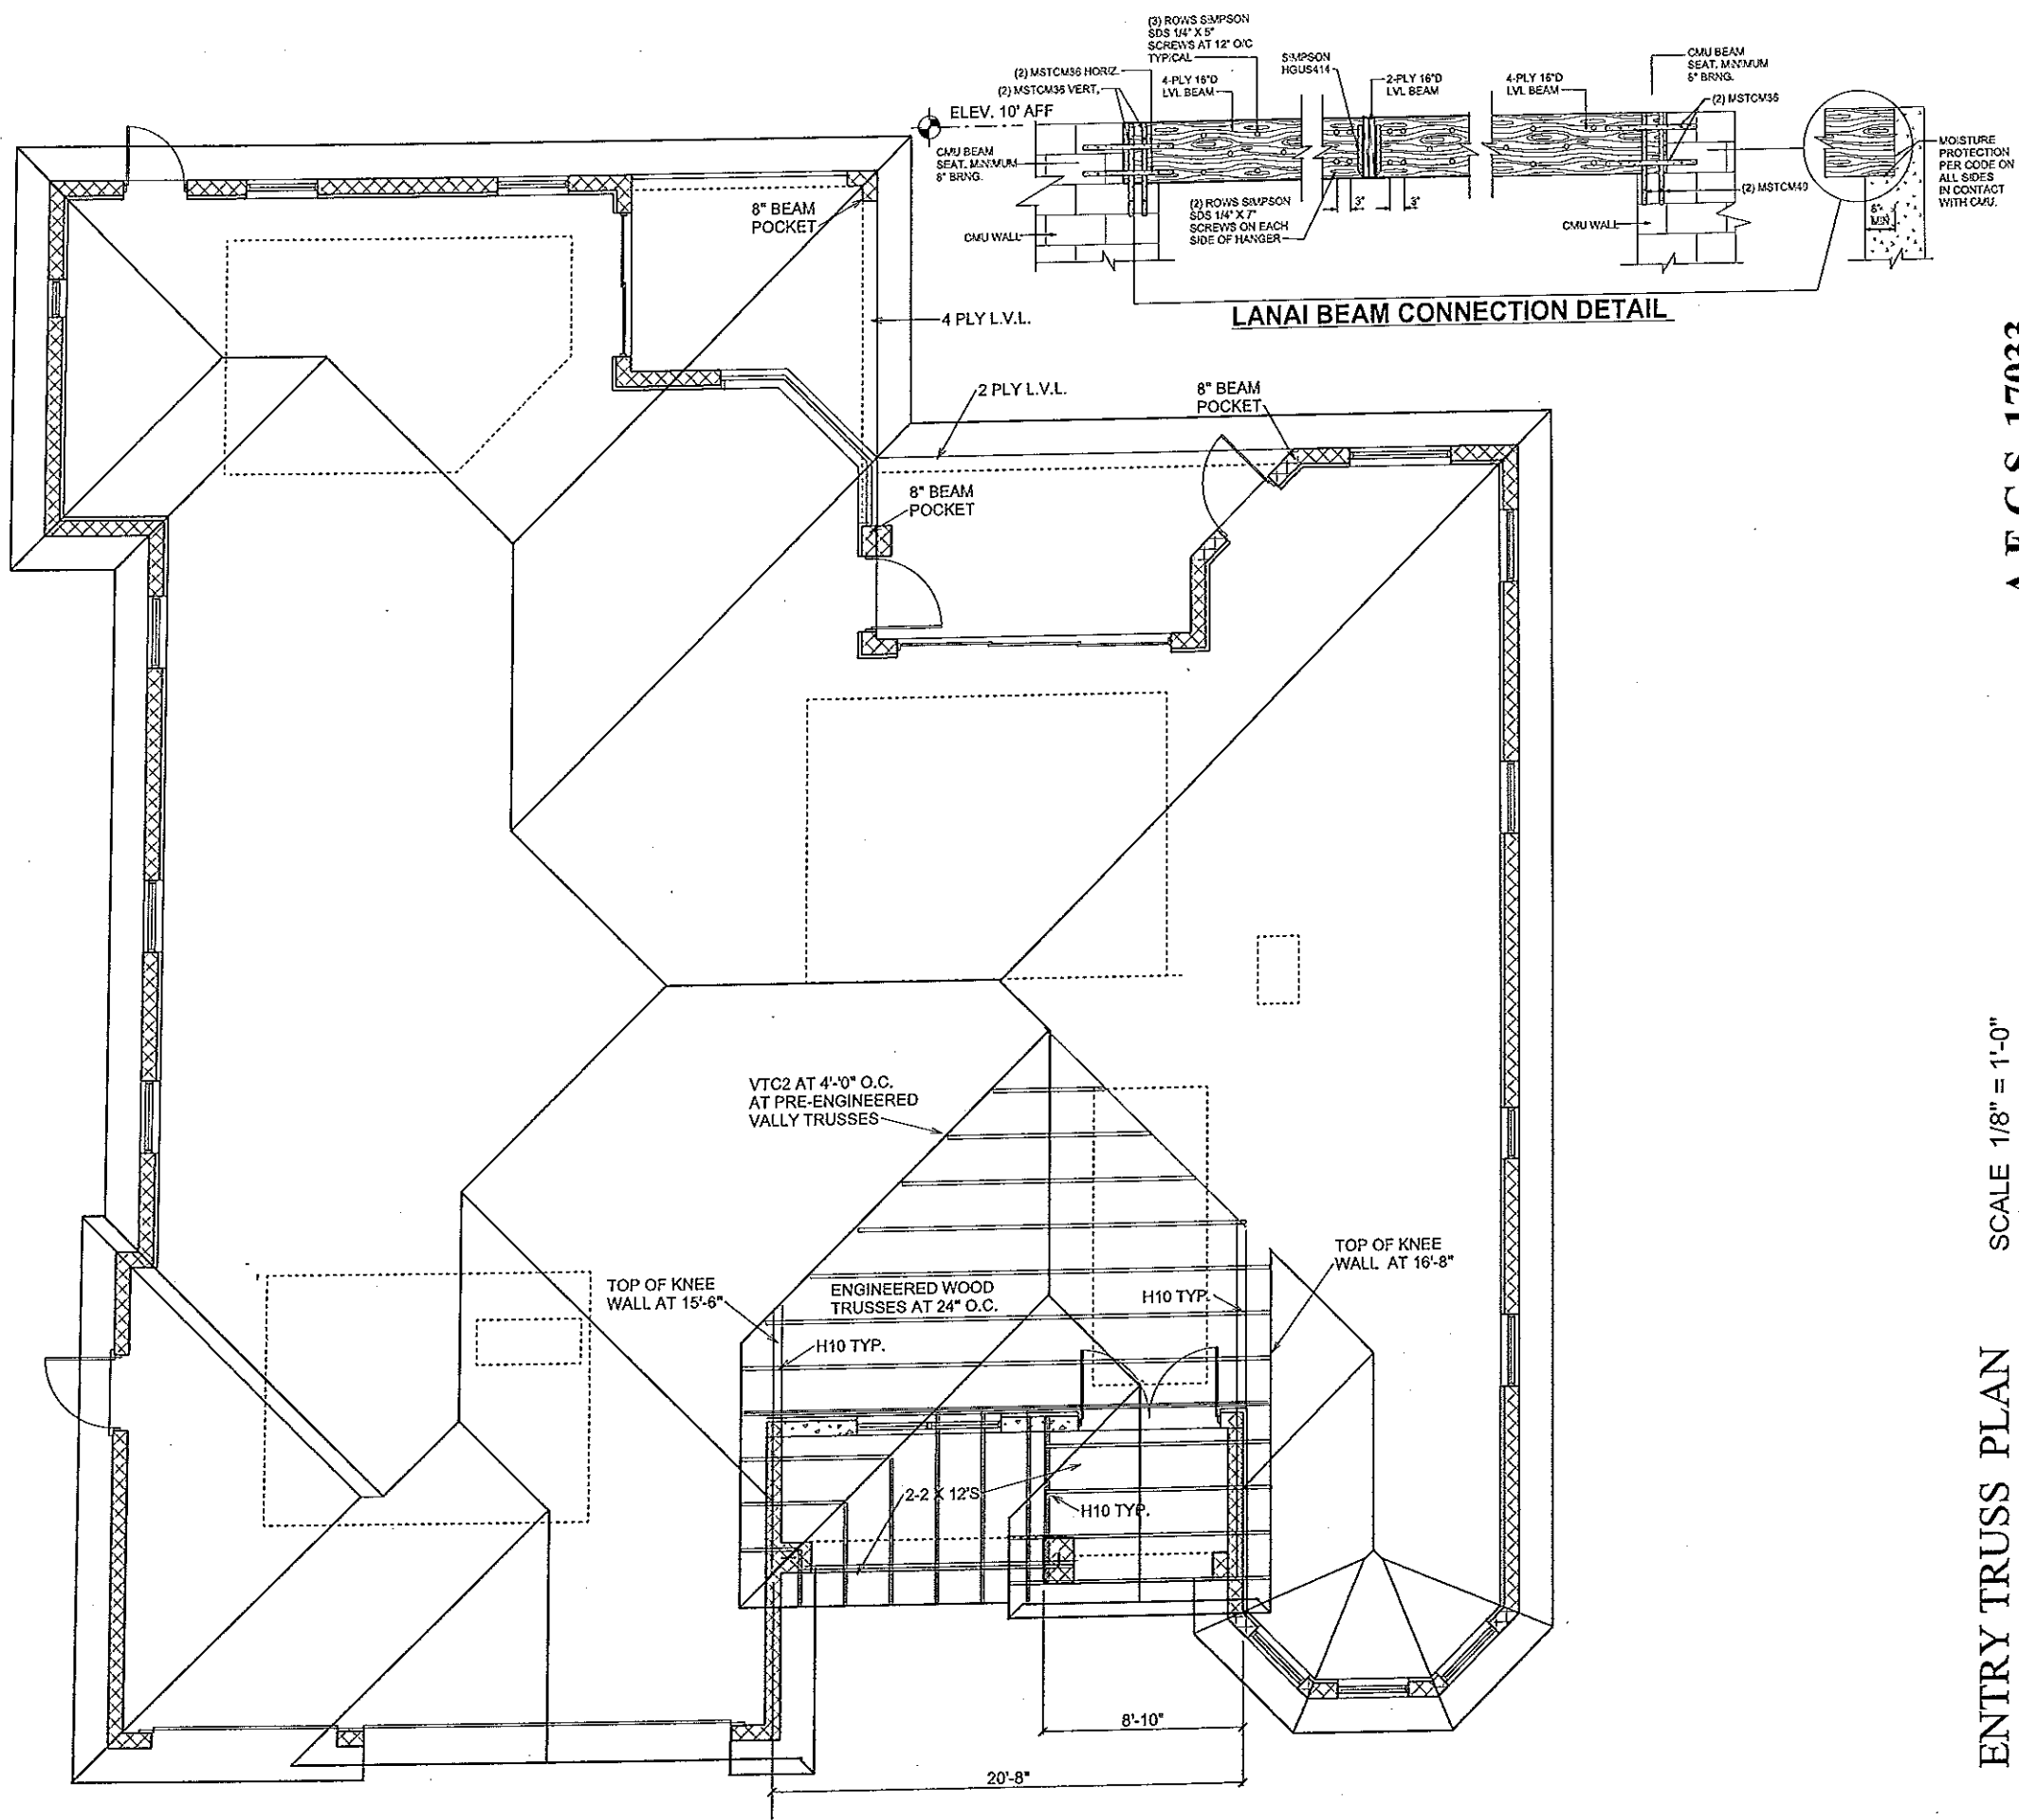 (3) ROWS SIMPSON
SDS 1/4" X 5"
SCREWS AT 12" O/C
TYPICAL
SIMPSON
HGUS414
CMU BEAM
SEAT. MINIMUM
8" BRNG.
(2) MSTCM36 HORIZ.
(2) MSTCM36 VERT.
4-PLY 16"D
LVL BEAM
2-PLY 16"D
LVL BEAM
4-PLY 16"D
LVL BEAM
(2) MSTCM36
ELEV. 10' AFF
CMU BEAM
SEAT. MINIMUM
8" BRNG.
MOISTURE
PROTECTION
PER CODE ON
ALL SIDES
IN CONTACT
WITH CMU.
(2) MSTCM40
8"
MIN
(2) ROWS SIMPSON
SDS 1/4" X 7"
SCREWS ON EACH
SIDE OF HANGER
3"
3"
CMU WALL
CMU WALL
LANAI BEAM CONNECTION DETAIL
8" BEAM
POCKET
4 PLY L.V.L.
2 PLY L.V.L.
8" BEAM
POCKET
8" BEAM
POCKET
VTC2 AT 4'-0" O.C.
AT PRE-ENGINEERED
VALLY TRUSSES
TOP OF KNEE
WALL AT 15'-6"
ENGINEERED WOOD
TRUSSES AT 24" O.C.
H10 TYP.
TOP OF KNEE
WALL AT 16'-8"
H10 TYP.
2-2 X 12'S
H10 TYP.
8'-10"
20'-8"
ENTRY TRUSS PLAN
SCALE 1/8" = 1'-0"